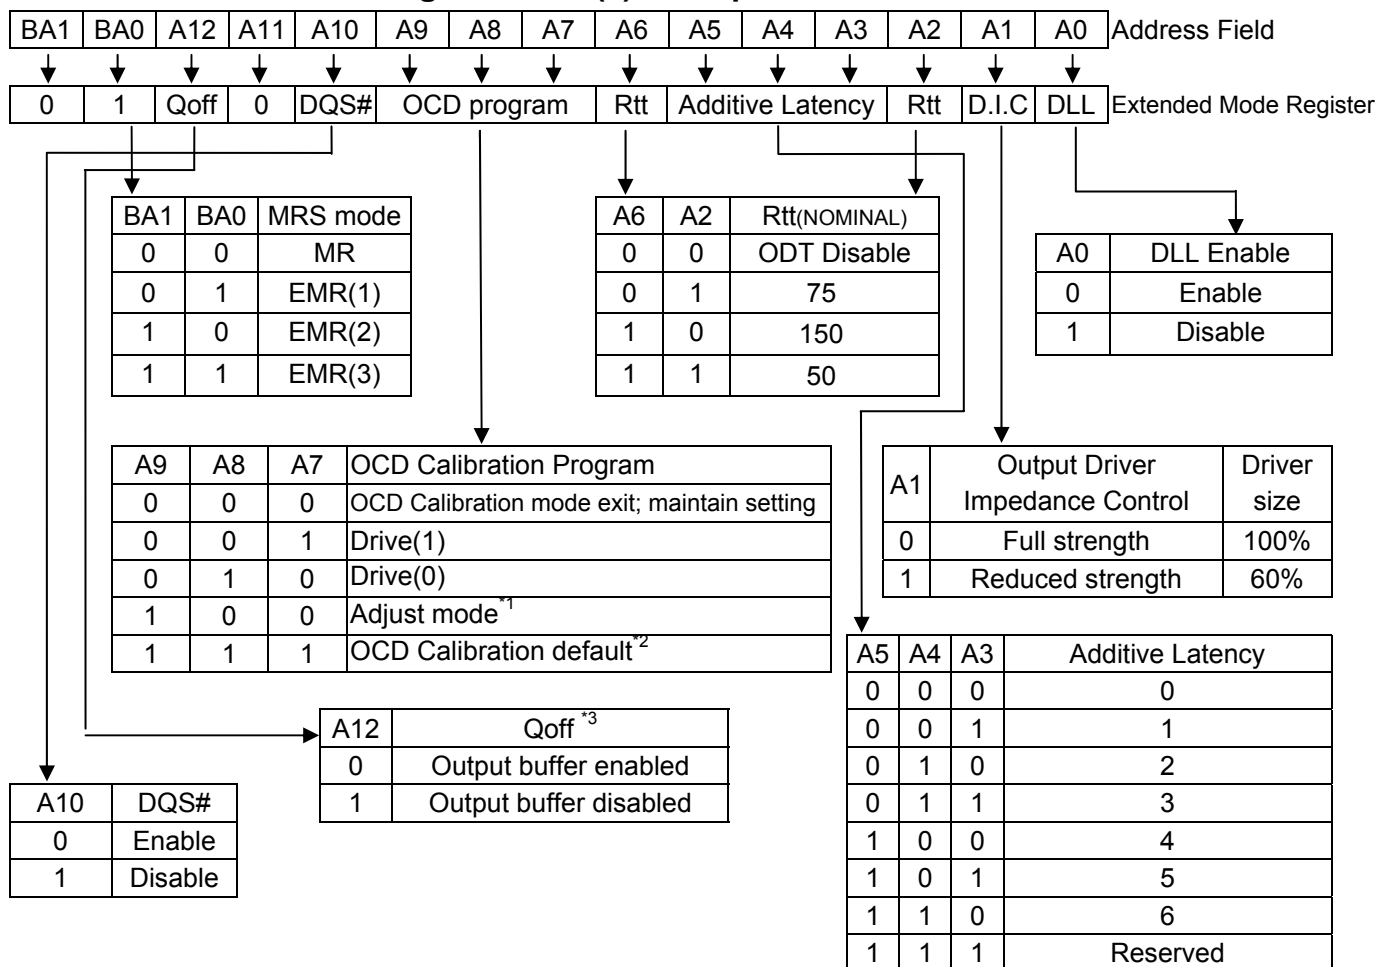 BA1 BA0 A12 A11 A10 A9 A8 A7 A6 A5 A4 A3 A2 A1 A0 Address Field
0 1 Qoff 0 DQS# OCD program Rtt Additive Latency Rtt D.I.C DLL Extended Mode Register
BA1 BA0 MRS mode
0 0 MR
0 1 EMR(1)
1 0 EMR(2)
1 1 EMR(3)
A6 A2 Rtt(NOMINAL)
0 0 ODT Disable
0 1 75
1 0 150
1 1 50
A0 DLL Enable
0 Enable
1 Disable
A9 A8 A7 OCD Calibration Program
0 0 0 OCD Calibration mode exit; maintain setting
0 0 1 Drive(1)
0 1 0 Drive(0)
1 0 0 Adjust mode*1
1 1 1 OCD Calibration default*2
A1 Output Driver Impedance Control Driver size
0 Full strength 100%
1 Reduced strength 60%
A12 Qoff *3
0 Output buffer enabled
1 Output buffer disabled
A10 DQS#
0 Enable
1 Disable
A5 A4 A3 Additive Latency
0 0 0 0
0 0 1 1
0 1 0 2
0 1 1 3
1 0 0 4
1 0 1 5
1 1 0 6
1 1 1 Reserved